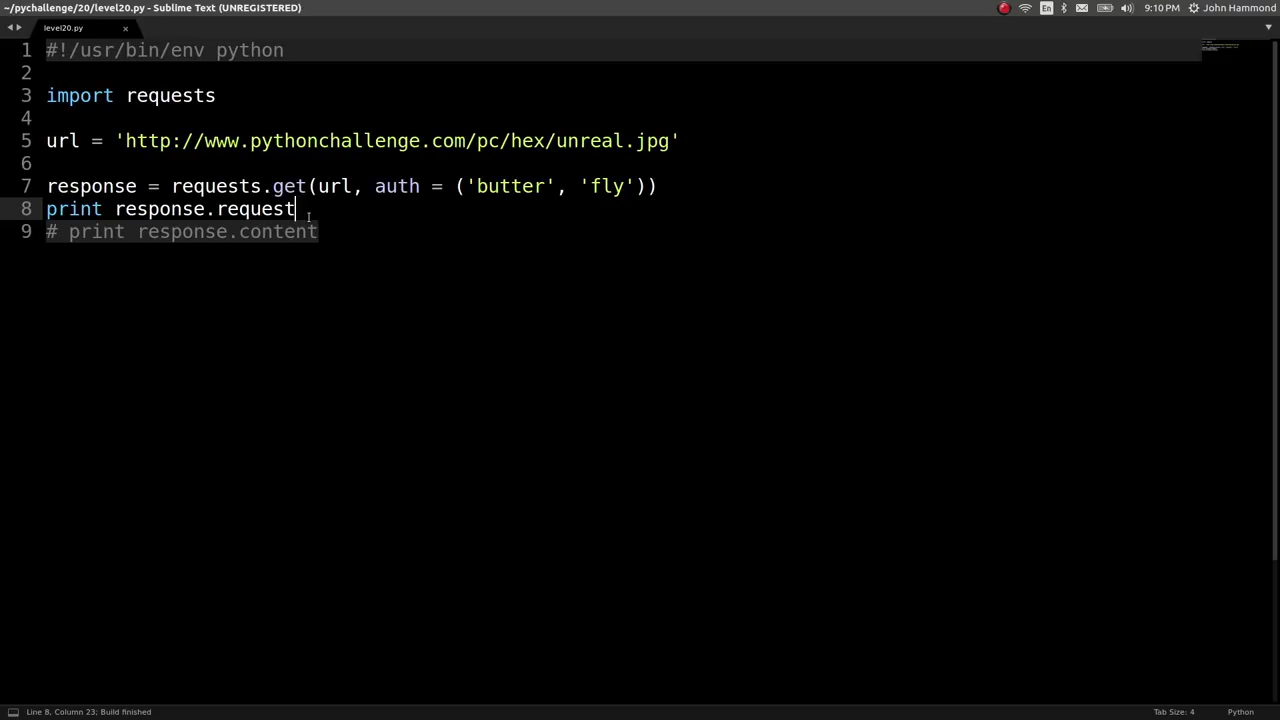 ~/pychallenge/20/level20.py - Sublime Text (UNREGISTERED)
En
9:10 PM
John Hammond
level20.py
1 #!/usr/bin/env python
2
3 import requests
4
5 url = 'http://www.pythonchallenge.com/pc/hex/unreal.jpg'
6
7 response = requests.get(url, auth = ('butter', 'fly'))
8 print response.request
9 # print response.content
Line 8, Column 23; Build finished
Tab Size: 4
Python